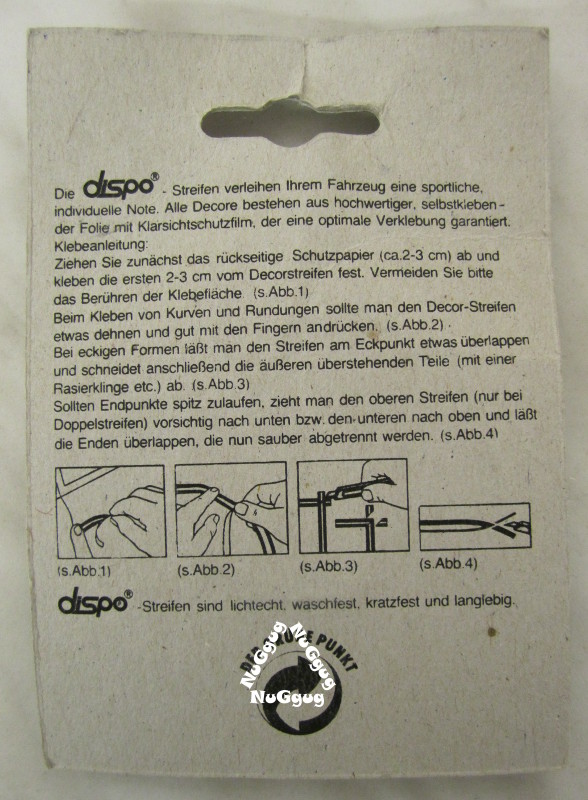 Die dispo® - Streifen verleihen Ihrem Fahrzeug eine sportliche,
individuelle Note. Alle Decore bestehen aus hochwertiger, selbstkleben-
der Folie mit Klarsichtschutzfilm, der eine optimale Verklebung garantiert.
Klebeanleitung:
Ziehen Sie zunächst das rückseitige Schutzpapier (ca.2-3 cm) ab und
kleben die ersten 2-3 cm vom Decorstreifen fest. Vermeiden Sie bitte
das Berühren der Klebefläche (s.Abb.1)
Beim Kleben von Kurven und Rundungen sollte man den Decor-Streifen
etwas dehnen und gut mit den Fingern andrücken. (s.Abb.2)
Bei eckigen Formen läßt man den Streifen am Eckpunkt etwas überlappen
und schneidet anschließend die äußeren überstehenden Teile (mit einer
Rasierklinge etc.) ab. (s.Abb.3)
Sollten Endpunkte spitz zulaufen, zieht man den oberen Streifen (nur bei
Doppelstreifen) vorsichtig nach unten bzw. den unteren nach oben und läßt
die Enden überlappen, die nun sauber abgetrennt werden. (s.Abb.4)
(s.Abb.1) (s.Abb.2) (s.Abb.3) (s.Abb.4)
dispo® -Streifen sind lichtecht, waschfest, kratzfest und langlebig.
DER GRÜNE PUNKT
NuGgug
NuGgug
NuGgug